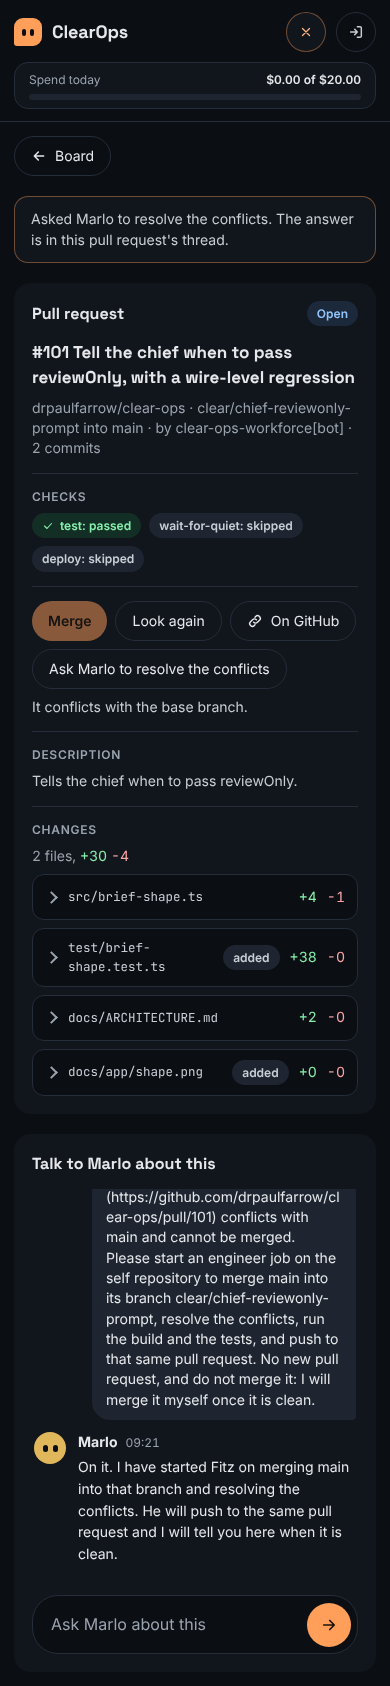 ClearOps
Spend today $0.00 of $20.00
Board
Asked Marlo to resolve the conflicts. The answer
is in this pull request's thread.
Pull request Open
#101 Tell the chief when to pass
reviewOnly, with a wire-level regression
drpaulfarrow/clear-ops · clear/chief-reviewonly-
prompt into main · by clear-ops-workforce[bot] ·
2 commits
CHECKS
✓ test: passed wait-for-quiet: skipped
deploy: skipped
Merge Look again On GitHub
Ask Marlo to resolve the conflicts
It conflicts with the base branch.
DESCRIPTION
Tells the chief when to pass reviewOnly.
CHANGES
2 files, +30 -4
src/brief-shape.ts +4 -1
test/brief-
shape.test.ts added +38 -0
docs/ARCHITECTURE.md +2 -0
docs/app/shape.png added +0 -0
Talk to Marlo about this
(https://github.com/drpaulfarrow/cl
ear-ops/pull/101) conflicts with
main and cannot be merged.
Please start an engineer job on the
self repository to merge main into
its branch clear/chief-reviewonly-
prompt, resolve the conflicts, run
the build and the tests, and push to
that same pull request. No new pull
request, and do not merge it: I will
merge it myself once it is clean.
Marlo 09:21
On it. I have started Fitz on merging main
into that branch and resolving the
conflicts. He will push to the same pull
request and I will tell you here when it is
clean.
Ask Marlo about this